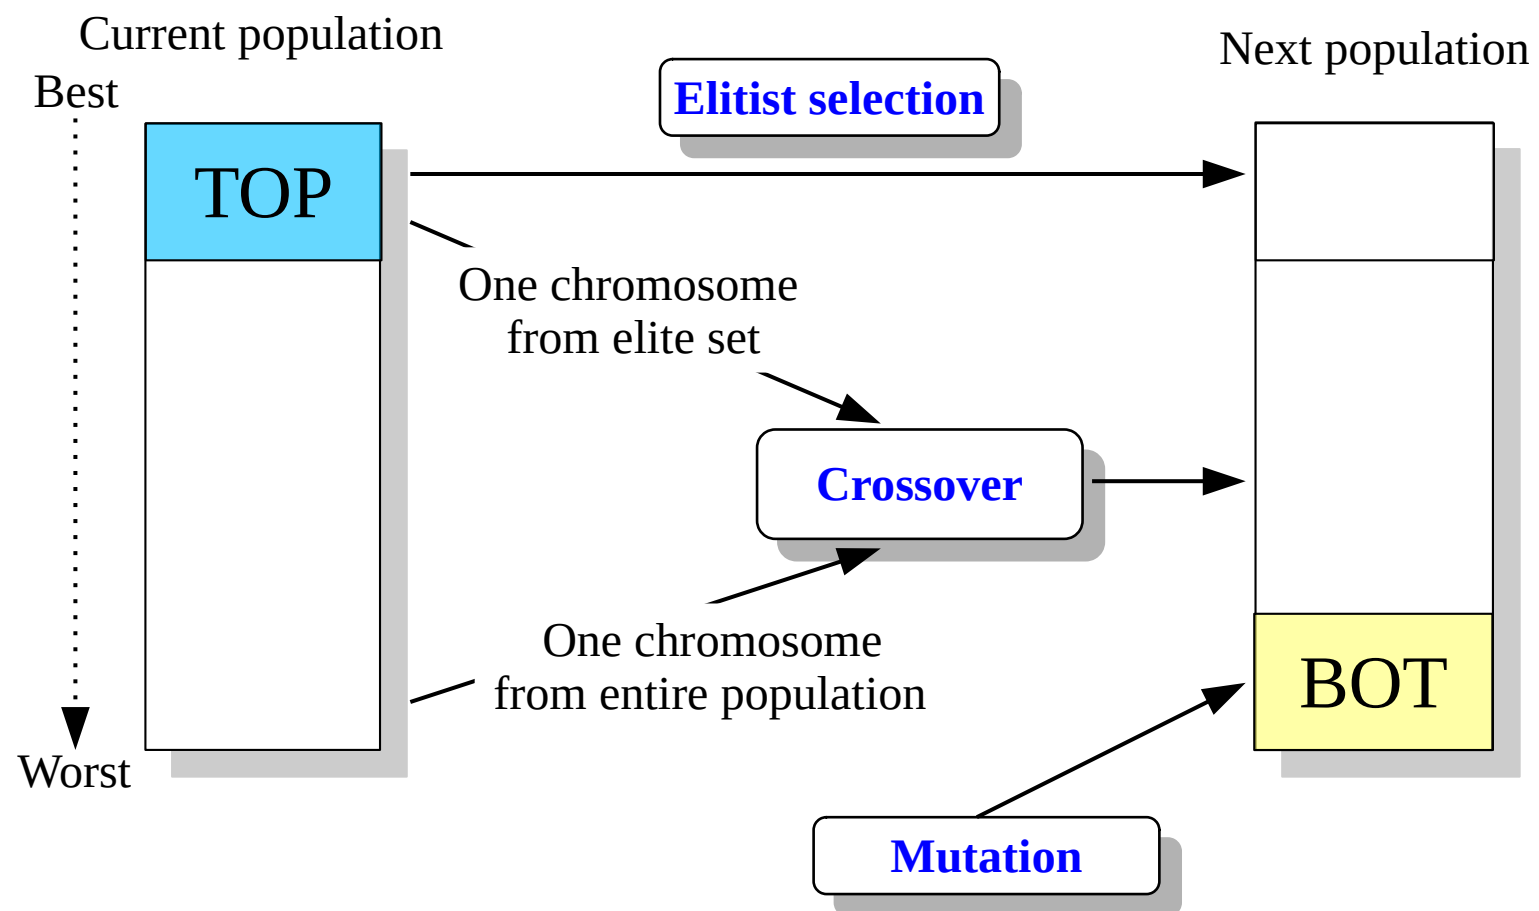 Current population
Next population
Best
Elitist selection
TOP
One chromosome
from elite set
Crossover
One chromosome
from entire population
BOT
Worst
Mutation